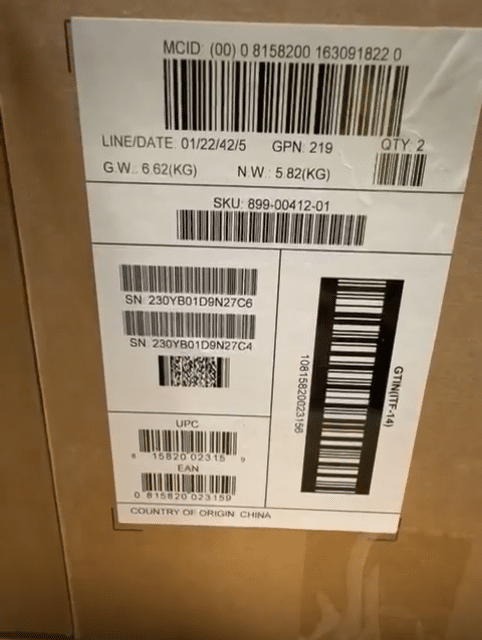 MCID: (00) 0 8158200 163091822 0
LINE/DATE: 01/22/42/5 GPN: 219 QTY: 2
G.W.: 6.62(KG) N.W.: 5.82(KG)
SKU: 899-00412-01
SN: 230YB01D9N27C6
SN: 230YB01D9N27C4
UPC
8 15820 02315 9
EAN
0 815820 023159
GTIN(ITF-14)
10815820023156
COUNTRY OF ORIGIN: CHINA